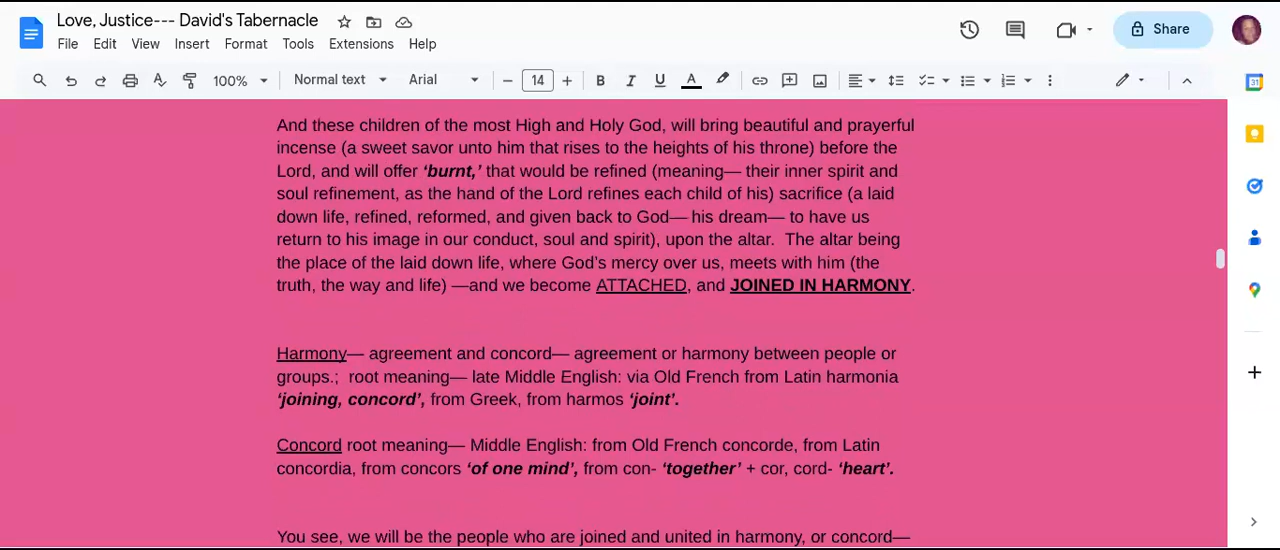 Love, Justice--- David's Tabernacle
File Edit View Insert Format Tools Extensions Help
Share
100% Normal text Arial 14
And these children of the most High and Holy God, will bring beautiful and prayerful
incense (a sweet savor unto him that rises to the heights of his throne) before the
Lord, and will offer ‘burnt,’ that would be refined (meaning— their inner spirit and
soul refinement, as the hand of the Lord refines each child of his) sacrifice (a laid
down life, refined, reformed, and given back to God— his dream— to have us
return to his image in our conduct, soul and spirit), upon the altar.  The altar being
the place of the laid down life, where God’s mercy over us, meets with him (the
truth, the way and life) —and we become ATTACHED, and JOINED IN HARMONY.
Harmony— agreement and concord— agreement or harmony between people or
groups.;  root meaning— late Middle English: via Old French from Latin harmonia
‘joining, concord’, from Greek, from harmos ‘joint’.
Concord root meaning— Middle English: from Old French concorde, from Latin
concordia, from concors ‘of one mind’, from con- ‘together’ + cor, cord- ‘heart’.
You see, we will be the people who are joined and united in harmony, or concord—